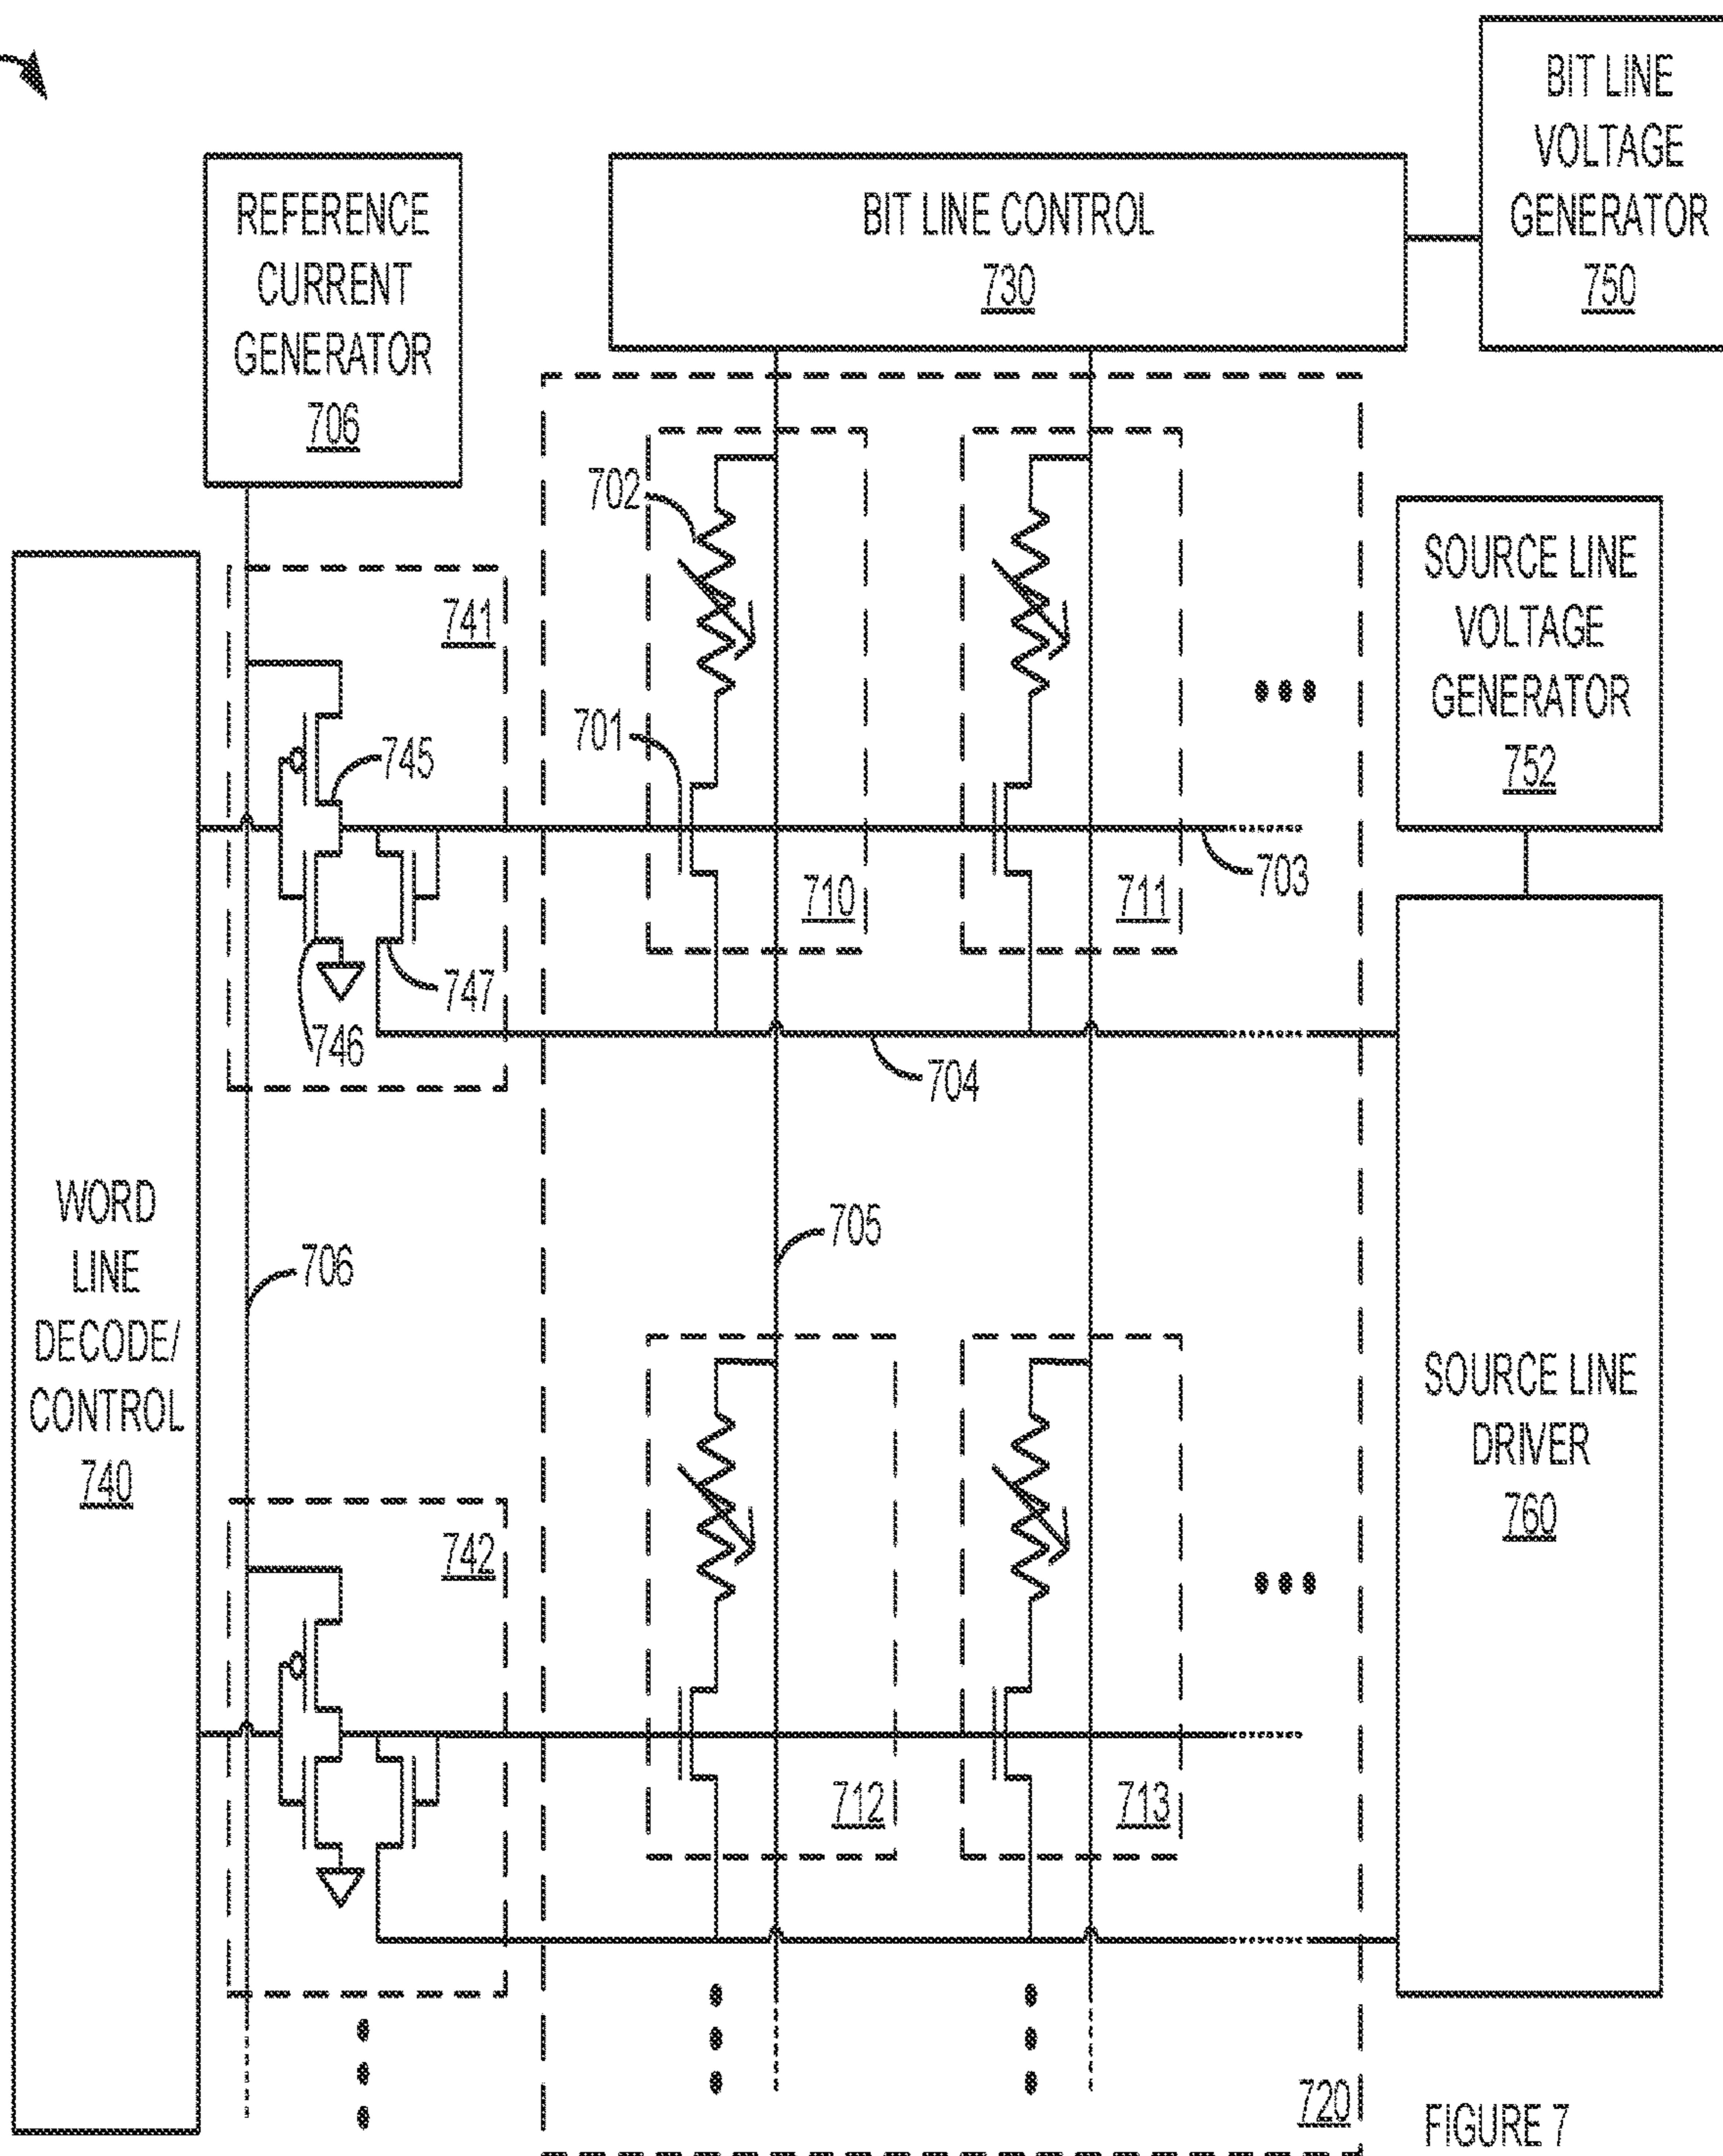 BIT LINE
VOLTAGE
GENERATOR
750
REFERENCE
CURRENT
GENERATOR
706
BIT LINE CONTROL
730
702
741
SOURCE LINE
VOLTAGE
GENERATOR
752
701
745
710
711
703
747
746
704
WORD
LINE
DECODE/
CONTROL
740
706
705
SOURCE LINE
DRIVER
760
742
712
713
720
FIGURE 7